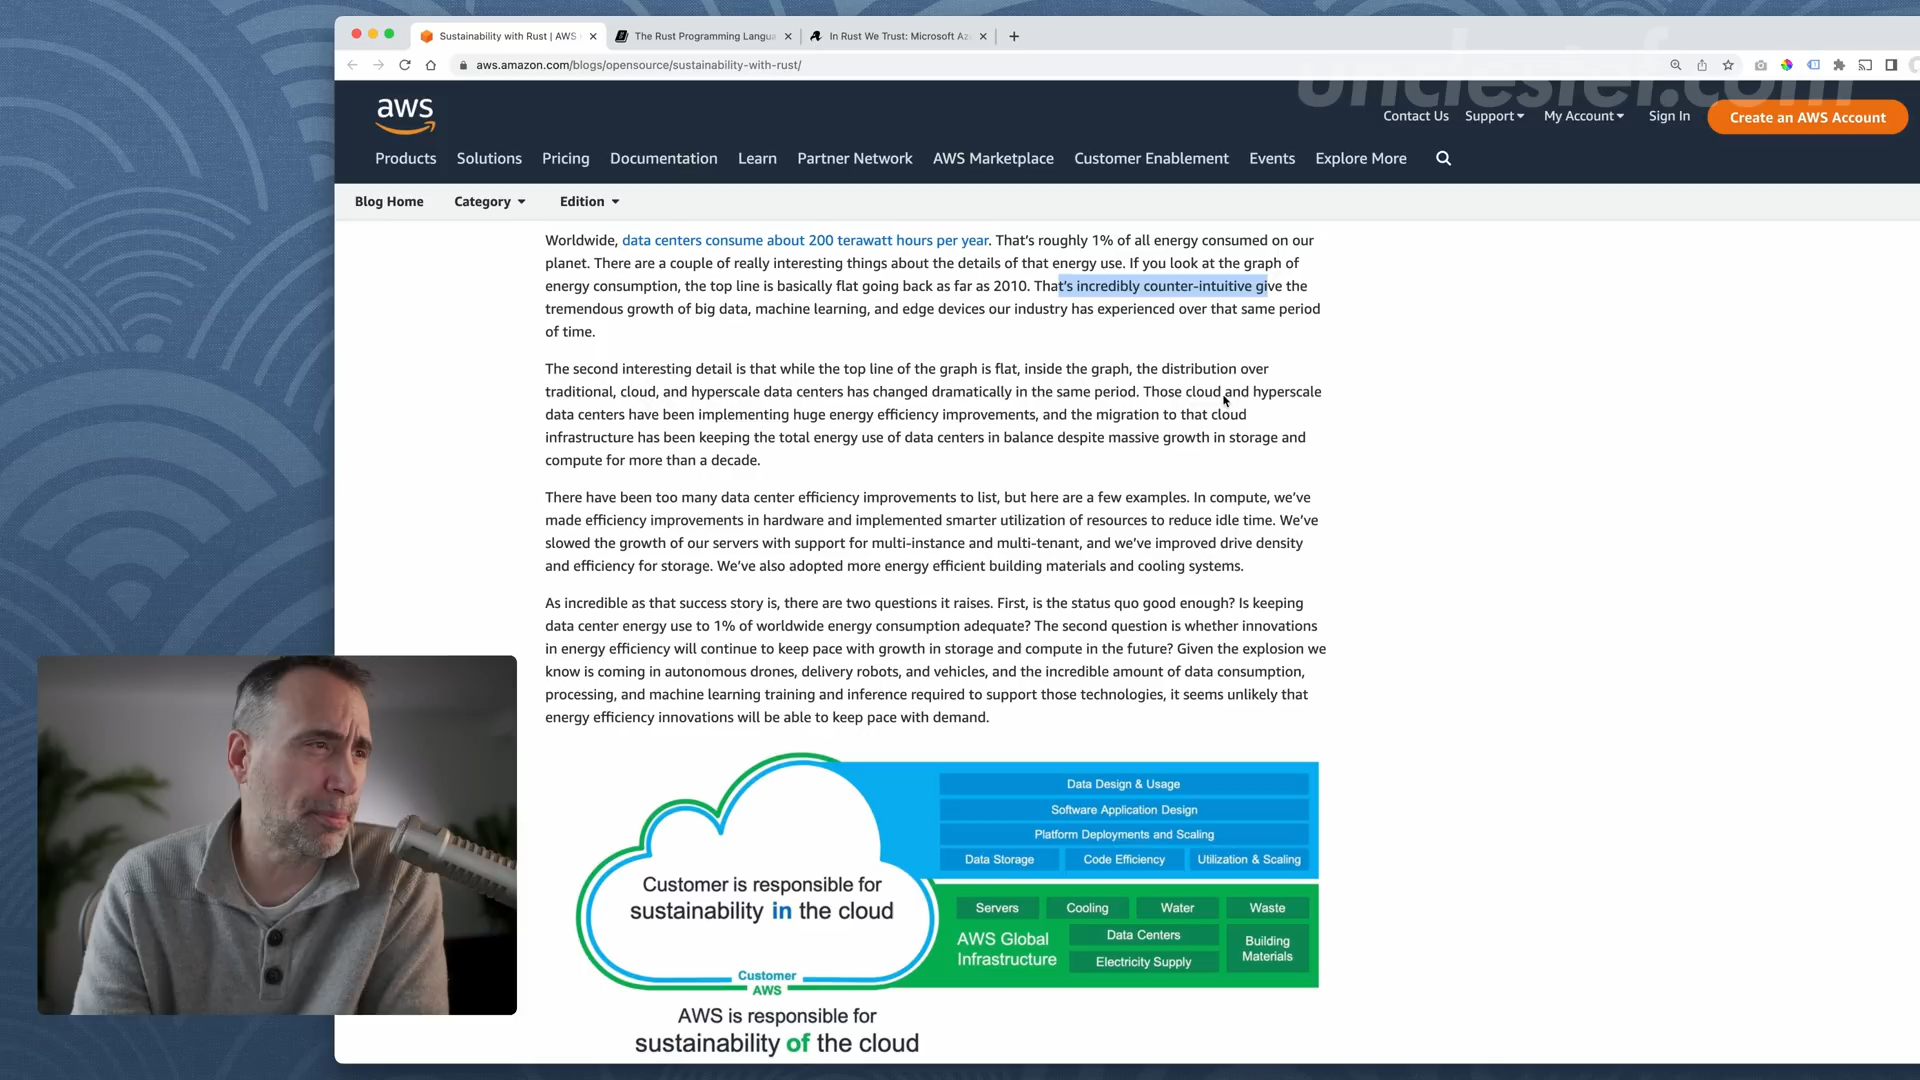 Sustainability with Rust | AWS
The Rust Programming Langua
In Rust We Trust: Microsoft Az
aws.amazon.com/blogs/opensource/sustainability-with-rust/
unclestef.com
aws
Contact Us Support My Account Sign In Create an AWS Account
Products Solutions Pricing Documentation Learn Partner Network AWS Marketplace Customer Enablement Events Explore More
Blog Home Category Edition
Worldwide, data centers consume about 200 terawatt hours per year. That’s roughly 1% of all energy consumed on our
planet. There are a couple of really interesting things about the details of that energy use. If you look at the graph of
energy consumption, the top line is basically flat going back as far as 2010. That’s incredibly counter-intuitive give the
tremendous growth of big data, machine learning, and edge devices our industry has experienced over that same period
of time.
The second interesting detail is that while the top line of the graph is flat, inside the graph, the distribution over
traditional, cloud, and hyperscale data centers has changed dramatically in the same period. Those cloud and hyperscale
data centers have been implementing huge energy efficiency improvements, and the migration to that cloud
infrastructure has been keeping the total energy use of data centers in balance despite massive growth in storage and
compute for more than a decade.
There have been too many data center efficiency improvements to list, but here are a few examples. In compute, we’ve
made efficiency improvements in hardware and implemented smarter utilization of resources to reduce idle time. We’ve
slowed the growth of our servers with support for multi-instance and multi-tenant, and we’ve improved drive density
and efficiency for storage. We’ve also adopted more energy efficient building materials and cooling systems.
As incredible as that success story is, there are two questions it raises. First, is the status quo good enough? Is keeping
data center energy use to 1% of worldwide energy consumption adequate? The second question is whether innovations
in energy efficiency will continue to keep pace with growth in storage and compute in the future? Given the explosion we
know is coming in autonomous drones, delivery robots, and vehicles, and the incredible amount of data consumption,
processing, and machine learning training and inference required to support those technologies, it seems unlikely that
energy efficiency innovations will be able to keep pace with demand.
Data Design & Usage
Software Application Design
Platform Deployments and Scaling
Data Storage Code Efficiency Utilization & Scaling
Customer is responsible for
sustainability in the cloud
Servers Cooling Water Waste
AWS Global
Infrastructure
Data Centers
Electricity Supply
Building
Materials
Customer
AWS
AWS is responsible for
sustainability of the cloud